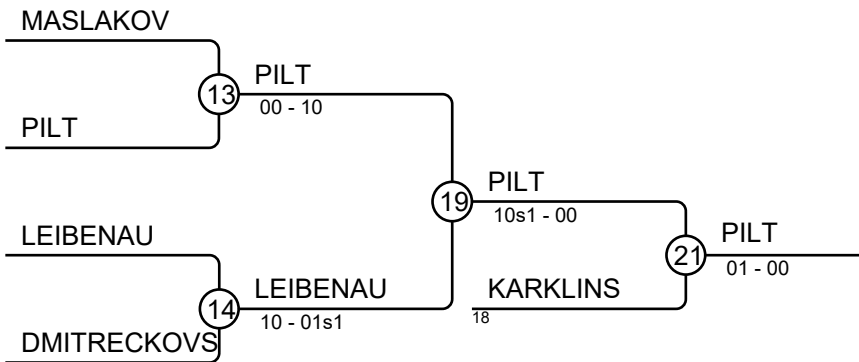 MASLAKOV
13
PILT
00 - 10
PILT
19
PILT
10s1 - 00
LEIBENAU
21
PILT
01 - 00
14
LEIBENAU
10 - 01s1
KARKLINS
18
DMITRECKOVS